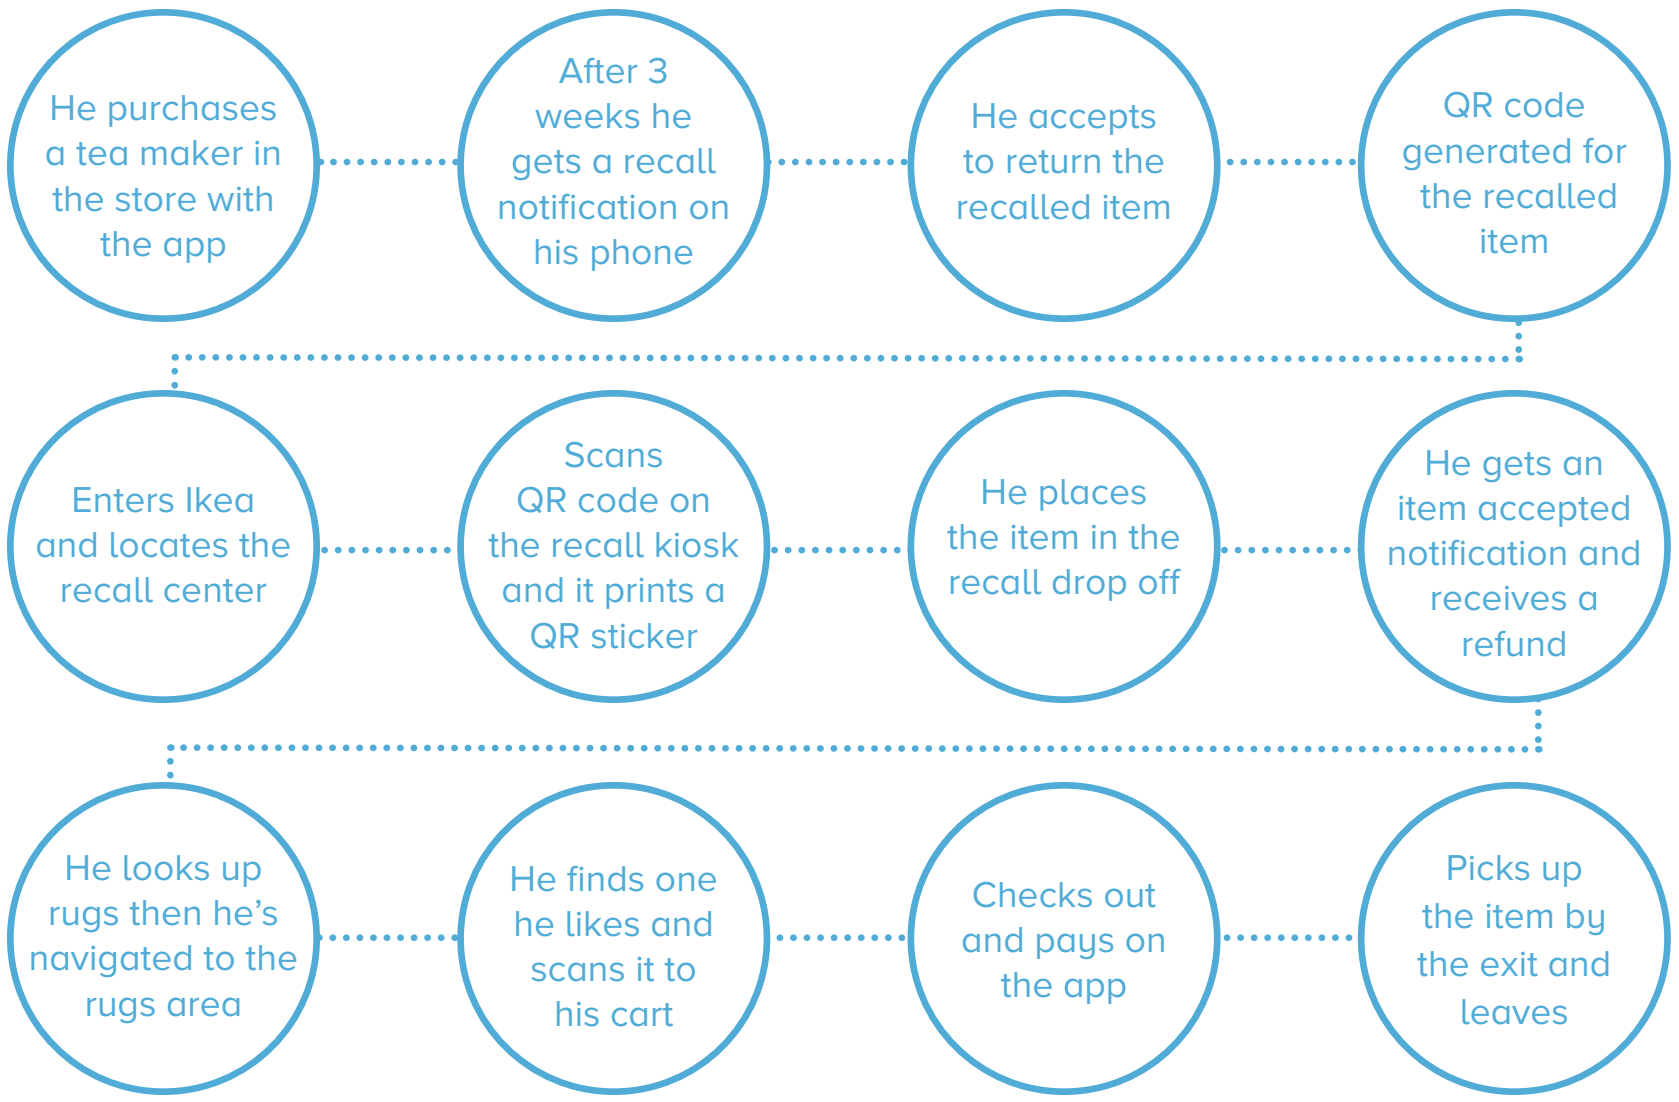 He purchases
a tea maker in
the store with
the app
After 3
weeks he
gets a recall
notification on
his phone
He accepts
to return the
recalled item
QR code
generated for
the recalled
item
Enters Ikea
and locates the
recall center
Scans
QR code on
the recall kiosk
and it prints a
QR sticker
He places
the item in the
recall drop off
He gets an
item accepted
notification and
receives a
refund
He looks up
rugs then he’s
navigated to the
rugs area
He finds one
he likes and
scans it to
his cart
Checks out
and pays on
the app
Picks up
the item by
the exit and
leaves